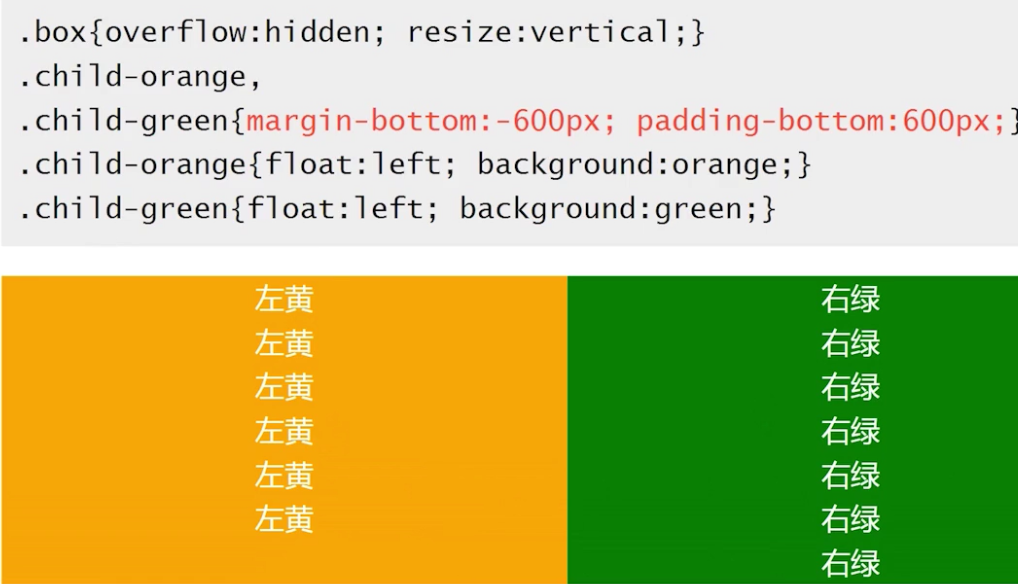 .box{overflow:hidden; resize:vertical;}
.child-orange,
.child-green{margin-bottom:-600px; padding-bottom:600px;}
.child-orange{float:left; background:orange;}
.child-green{float:left; background:green;}
左黄 右绿
左黄 右绿
左黄 右绿
左黄 右绿
左黄 右绿
左黄 右绿
右绿